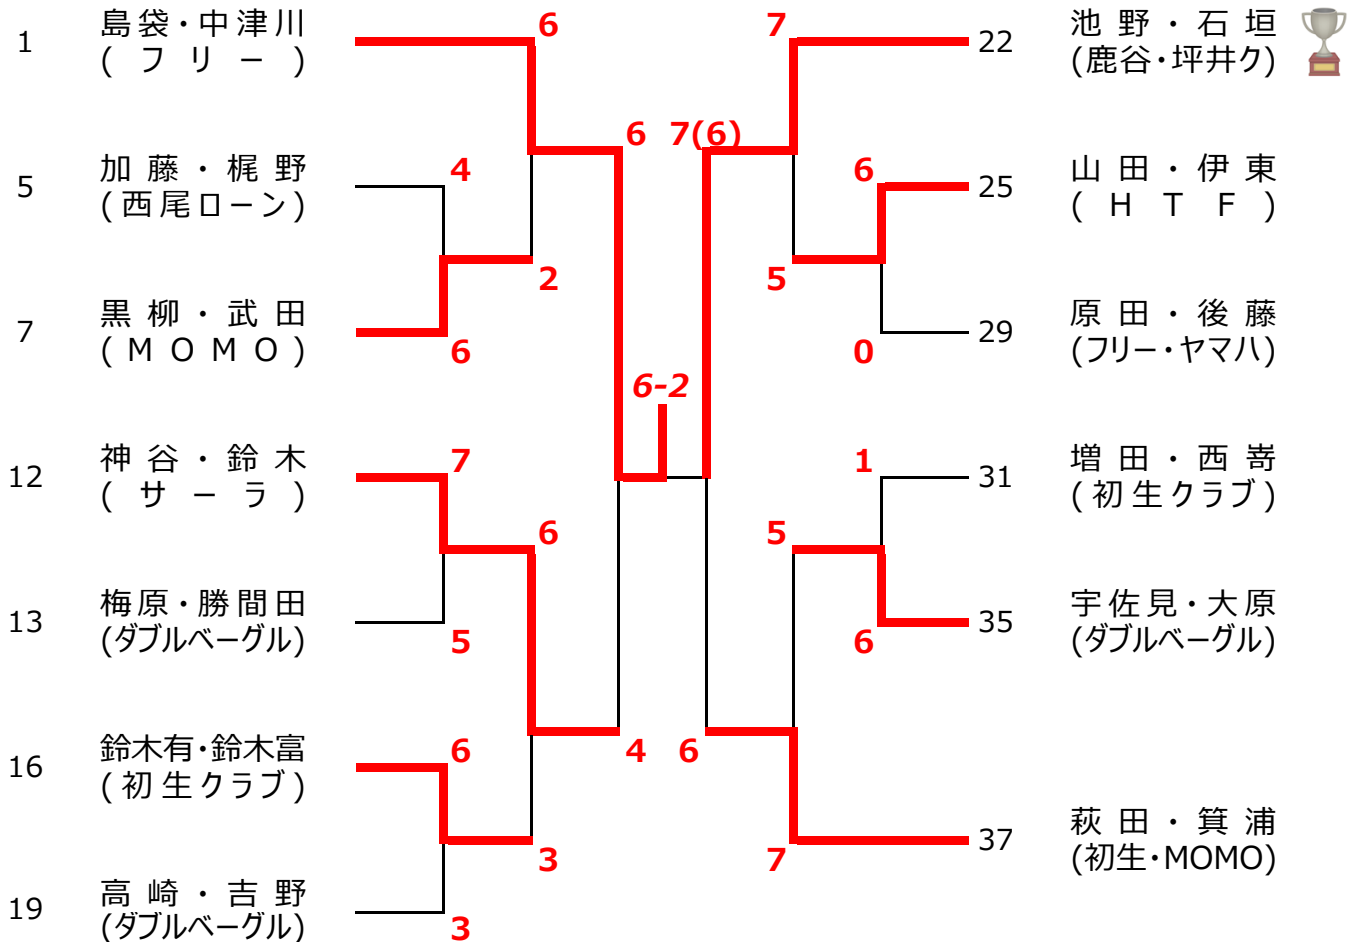 1
島袋・中津川
(フリー)
5
加藤・梶野
(西尾ローン)
7
黒柳・武田
(MOMO)
12
神谷・鈴木
(サーラ)
13
梅原・勝間田
(ダブルベーグル)
16
鈴木有・鈴木富
(初生クラブ)
19
高崎・吉野
(ダブルベーグル)
6
4
2
6
7
6
5
6
3
3
6
4
6-2
7(6)
6
7
6
5
0
1
5
6
7
22
池野・石垣
(鹿谷・坪井ク)
25
山田・伊東
(HTF)
29
原田・後藤
(フリー・ヤマハ)
31
増田・西嵜
(初生クラブ)
35
宇佐見・大原
(ダブルベーグル)
37
萩田・箕浦
(初生・MOMO)